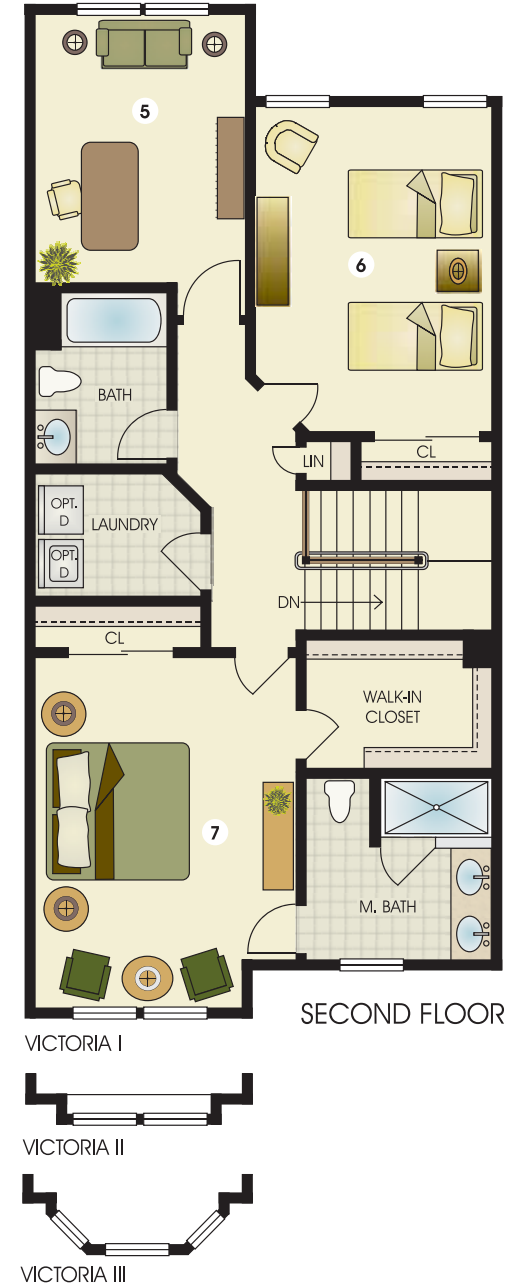 5
6
BATH
LIN
CL
OPT.
D
LAUNDRY
OPT.
D
DN
CL
WALK-IN
CLOSET
7
M. BATH
SECOND FLOOR
VICTORIA I
VICTORIA II
VICTORIA III